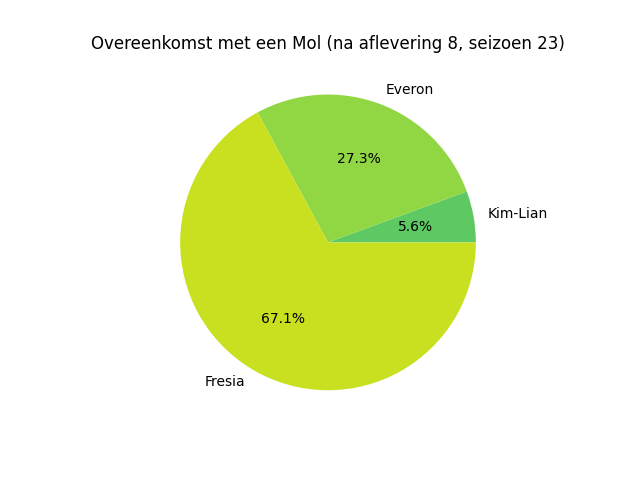 Overeenkomst met een Mol (na aflevering 8, seizoen 23)
Everon
27.3%
Kim-Lian
5.6%
67.1%
Fresia